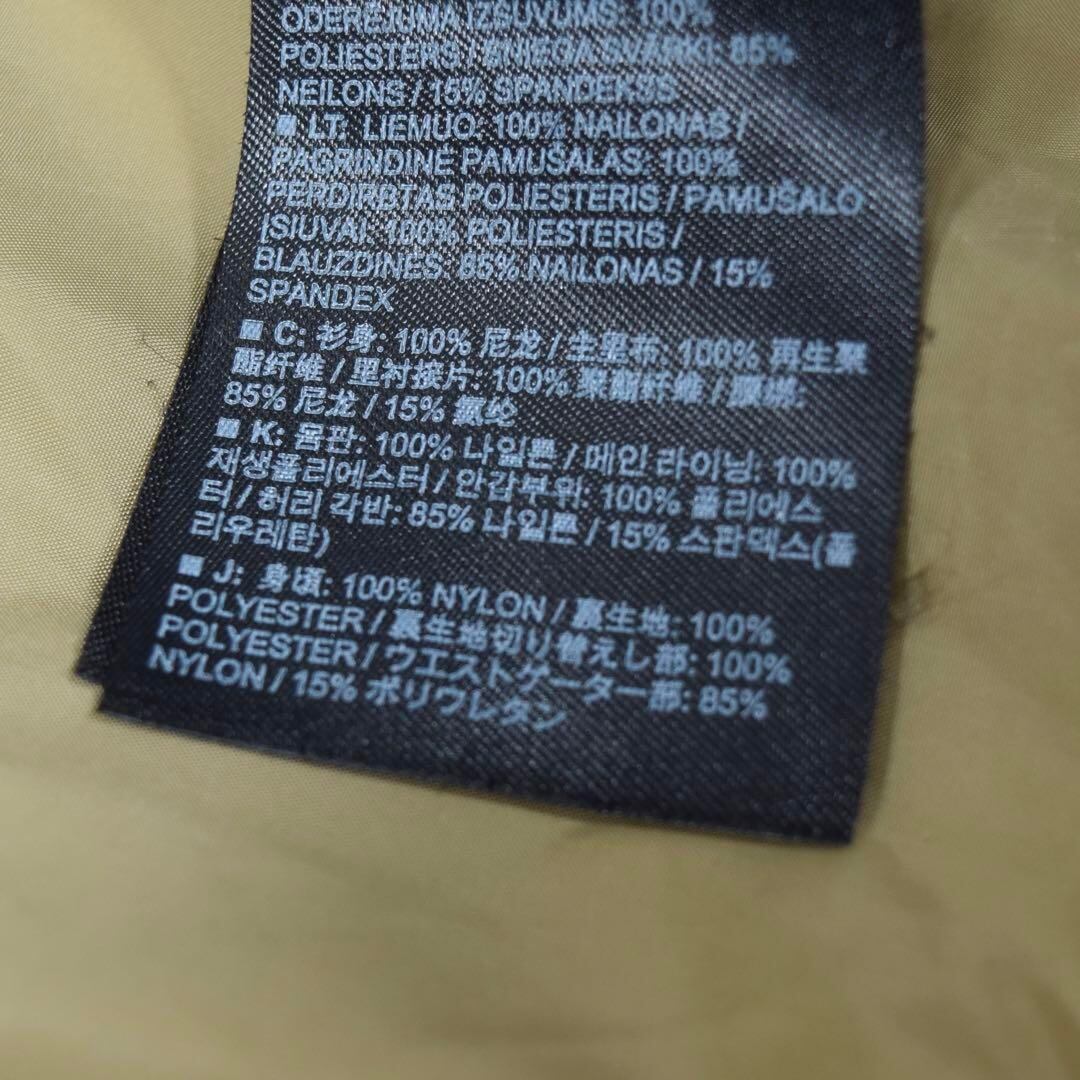 ODERĒJUMA IZŠUVUMS: 100%
POLIESTERS / SNIEGA SVĀRKI: 85%
NEILONS / 15% SPANDEKSS
■ LT: LIEMUO: 100% NAILONAS /
PAGRINDINĖ PAMUŠALAS: 100%
PERDIRBTAS POLIESTERIS / PAMUŠALO
ĮSIUVAI: 100% POLIESTERIS /
BLAUZDINĖS: 85% NAILONAS / 15%
SPANDEX
■ C: 衫身: 100% 尼龙 / 主里布: 100% 再生聚
酯纤维 / 里衬接片: 100% 聚酯纤维 / 腰绑:
85% 尼龙 / 15% 氨纶
■ K: 몸판: 100% 나일론 / 메인 라이닝: 100%
재생폴리에스터 / 안감부위: 100% 폴리에스
터 / 허리 각반: 85% 나일론 / 15% 스판덱스(폴
리우레탄)
■ J: 身頃: 100% NYLON / 裏生地: 100%
POLYESTER / 裏生地切り替えし部: 100%
POLYESTER / ウエストゲーター部: 85%
NYLON / 15% ポリウレタン